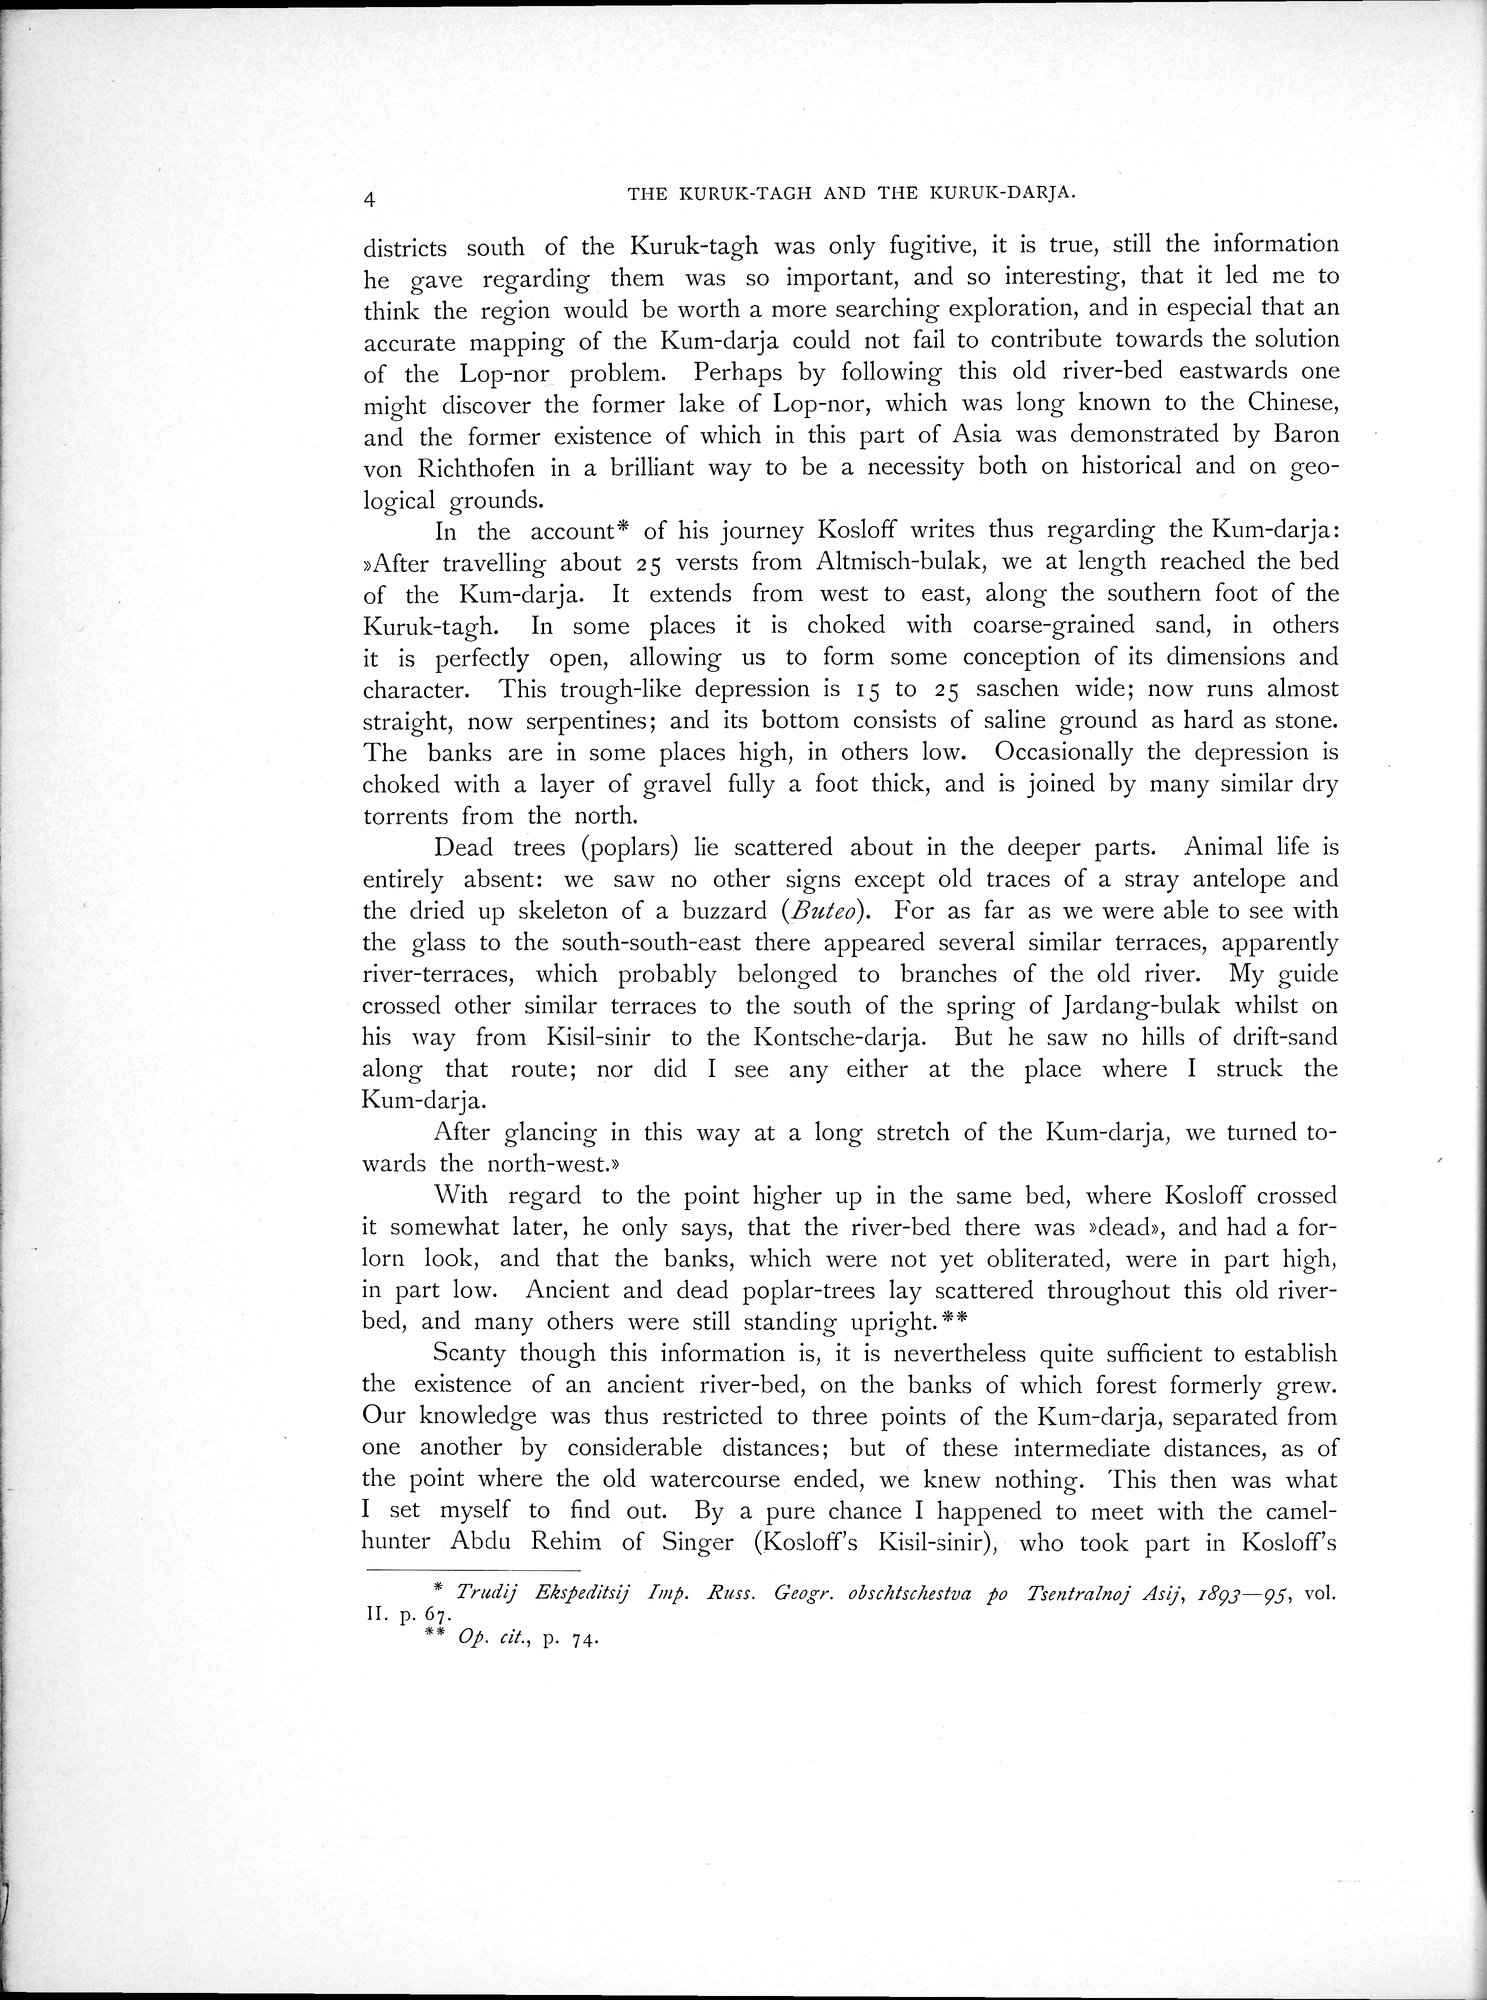 4 THE KURUK-TAGH AND THE KURUK-DARJA.
districts south of the Kuruk-tagh was only fugitive, it is true, still the information
he gave regarding them was so important, and so interesting, that it led me to
think the region would be worth a more searching exploration, and in especial that an
accurate mapping of the Kum-darja could not fail to contribute towards the solution
of the Lop-nor problem. Perhaps by following this old river-bed eastwards one
might discover the former lake of Lop-nor, which was long known to the Chinese,
and the former existence of which in this part of Asia was demonstrated by Baron
von Richthofen in a brilliant way to be a necessity both on historical and on geo-
logical grounds.
In the account* of his journey Kosloff writes thus regarding the Kum-darja:
»After travelling about 25 versts from Altmisch-bulak, we at length reached the bed
of the Kum-darja. It extends from west to east, along the southern foot of the
Kuruk-tagh. In some places it is choked with coarse-grained sand, in others
it is perfectly open, allowing us to form some conception of its dimensions and
character. This trough-like depression is 15 to 25 saschen wide; now runs almost
straight, now serpentines; and its bottom consists of saline ground as hard as stone.
The banks are in some places high, in others low. Occasionally the depression is
choked with a layer of gravel fully a foot thick, and is joined by many similar dry
torrents from the north.
Dead trees (poplars) lie scattered about in the deeper parts. Animal life is
entirely absent: we saw no other signs except old traces of a stray antelope and
the dried up skeleton of a buzzard (Buteo). For as far as we were able to see with
the glass to the south-south-east there appeared several similar terraces, apparently
river-terraces, which probably belonged to branches of the old river. My guide
crossed other similar terraces to the south of the spring of Jardang-bulak whilst on
his way from Kisil-sinir to the Kontsche-darja. But he saw no hills of drift-sand
along that route; nor did I see any either at the place where I struck the
Kum-darja.
After glancing in this way at a long stretch of the Kum-darja, we turned to-
wards the north-west.»
With regard to the point higher up in the same bed, where Kosloff crossed
it somewhat later, he only says, that the river-bed there was »dead», and had a for-
lorn look, and that the banks, which were not yet obliterated, were in part high,
in part low. Ancient and dead poplar-trees lay scattered throughout this old river-
bed, and many others were still standing upright.**
Scanty though this information is, it is nevertheless quite sufficient to establish
the existence of an ancient river-bed, on the banks of which forest formerly grew.
Our knowledge was thus restricted to three points of the Kum-darja, separated from
one another by considerable distances; but of these intermediate distances, as of
the point where the old watercourse ended, we knew nothing. This then was what
I set myself to find out. By a pure chance I happened to meet with the camel-
hunter Abdu Rehim of Singer (Kosloff's Kisil-sinir), who took part in Kosloff's
* Trudij Ekspeditsij Imp. Russ. Geogr. obschtschestva po Tsentralnoj Asij, 1893—95, vol.
II. p. 67.
** Op. cit., p. 74.